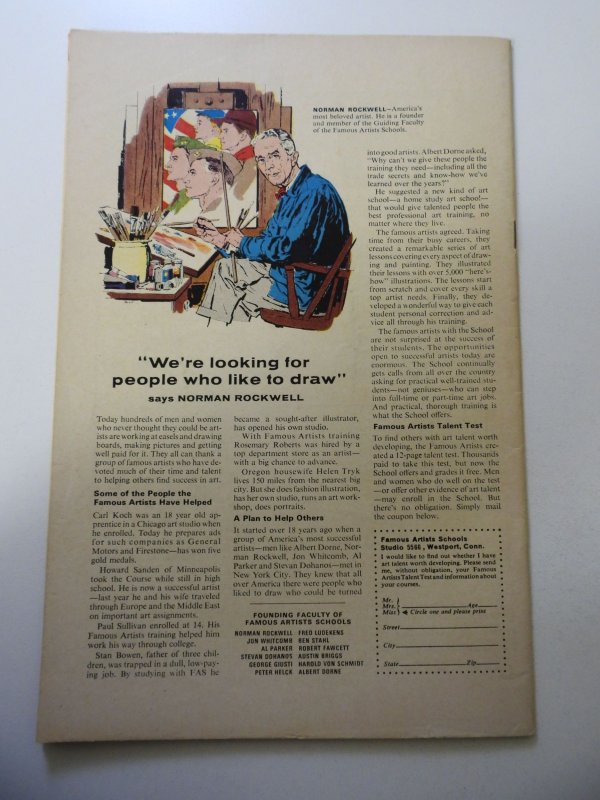 NORMAN ROCKWELL—America's
most beloved artist. He is a founder
and member of the Guiding Faculty
of the Famous Artists Schools.
"We're looking for
people who like to draw"
says NORMAN ROCKWELL
Today hundreds of men and women
who never thought they could be art-
ists are working at easels and drawing
boards, making pictures and getting
well paid for it. They all can thank a
group of famous artists who have de-
voted much of their time and talent
to helping others find success in art.
Some of the People the
Famous Artists Have Helped
Carl Koch was an 18 year old ap-
prentice in a Chicago art studio when
he enrolled. Today he prepares ads
for such companies as General
Motors and Firestone—has won five
gold medals.
Howard Sanden of Minneapolis
took the Course while still in high
school. He is now a successful artist
—last year he and his wife traveled
through Europe and the Middle East
on important art assignments.
Paul Sullivan enrolled at 14. His
Famous Artists training helped him
work his way through college.
Stan Bowen, father of three chil-
dren, was trapped in a dull, low-pay-
ing job. By studying with FAS he
became a sought-after illustrator,
has opened his own studio.
With Famous Artists training
Rosemary Roberts was hired by a
top department store as an artist—
with a big chance to advance.
Oregon housewife Helen Tryk
lives 150 miles from the nearest big
city. But she does fashion illustration,
has her own studio, runs an art work-
shop, does portraits.
A Plan to Help Others
It started over 18 years ago when a
group of America's most successful
artists—men like Albert Dorne, Nor-
man Rockwell, Jon Whitcomb, Al
Parker and Stevan Dohanos—met in
New York City. They knew that all
over America there were people who
liked to draw who could be turned
FOUNDING FACULTY OF
FAMOUS ARTISTS SCHOOLS
NORMAN ROCKWELL FRED LUDEKENS
JON WHITCOMB BEN STAHL
AL PARKER ROBERT FAWCETT
STEVAN DOHANOS AUSTIN BRIGGS
GEORGE GIUSTI HAROLD VON SCHMIDT
PETER HELCK ALBERT DORNE
into good artists. Albert Dorne asked,
"Why can't we give these people the
training they need—including all the
trade secrets and know-how we've
learned over the years?"
He suggested a new kind of art
school—a home study art school—
that would give talented people the
best professional art training, no
matter where they live.
The famous artists agreed. Taking
time from their busy careers, they
created a remarkable series of art
lessons covering every aspect of draw-
ing and painting. They illustrated
their lessons with over 5,000 "here's-
how" illustrations. The lessons start
from scratch and cover every skill a
top artist needs. Finally, they de-
veloped a wonderful way to give each
student personal correction and ad-
vice all through his training.
The famous artists with the School
are not surprised at the success of
their students. The opportunities
open to successful artists today are
enormous. The School continually
gets calls from all over the country
asking for practical well-trained stu-
dents—not geniuses—who can step
into full-time or part-time art jobs.
And practical, thorough training is
what the School offers.
Famous Artists Talent Test
To find others with art talent worth
developing, the Famous Artists cre-
ated a 12-page talent test. Thousands
paid to take this test, but now the
School offers and grades it free. Men
and women who do well on the test
—or offer other evidence of art talent
—may enroll in the School. But
there's no obligation. Simply mail
the coupon below.
Famous Artists Schools
Studio 5566, Westport, Conn.
I would like to find out whether I have
art talent worth developing. Please send
me, without obligation, your Famous
Artists Talent Test and information about
your courses.
Mr.
Mrs. Age
Miss Circle one and please print
Street
City
State Zip